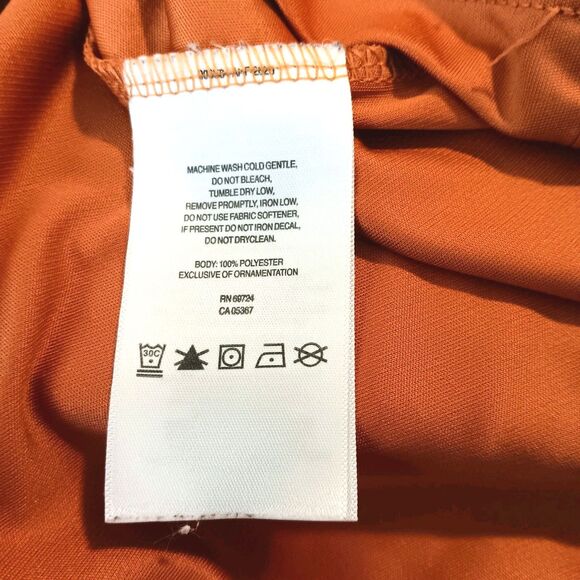 MACHINE WASH COLD GENTLE,
DO NOT BLEACH,
TUMBLE DRY LOW,
REMOVE PROMPTLY, IRON LOW,
DO NOT USE FABRIC SOFTENER,
IF PRESENT DO NOT IRON DECAL,
DO NOT DRYCLEAN.
BODY: 100% POLYESTER
EXCLUSIVE OF ORNAMENTATION
RN 69724
CA 05367
30C